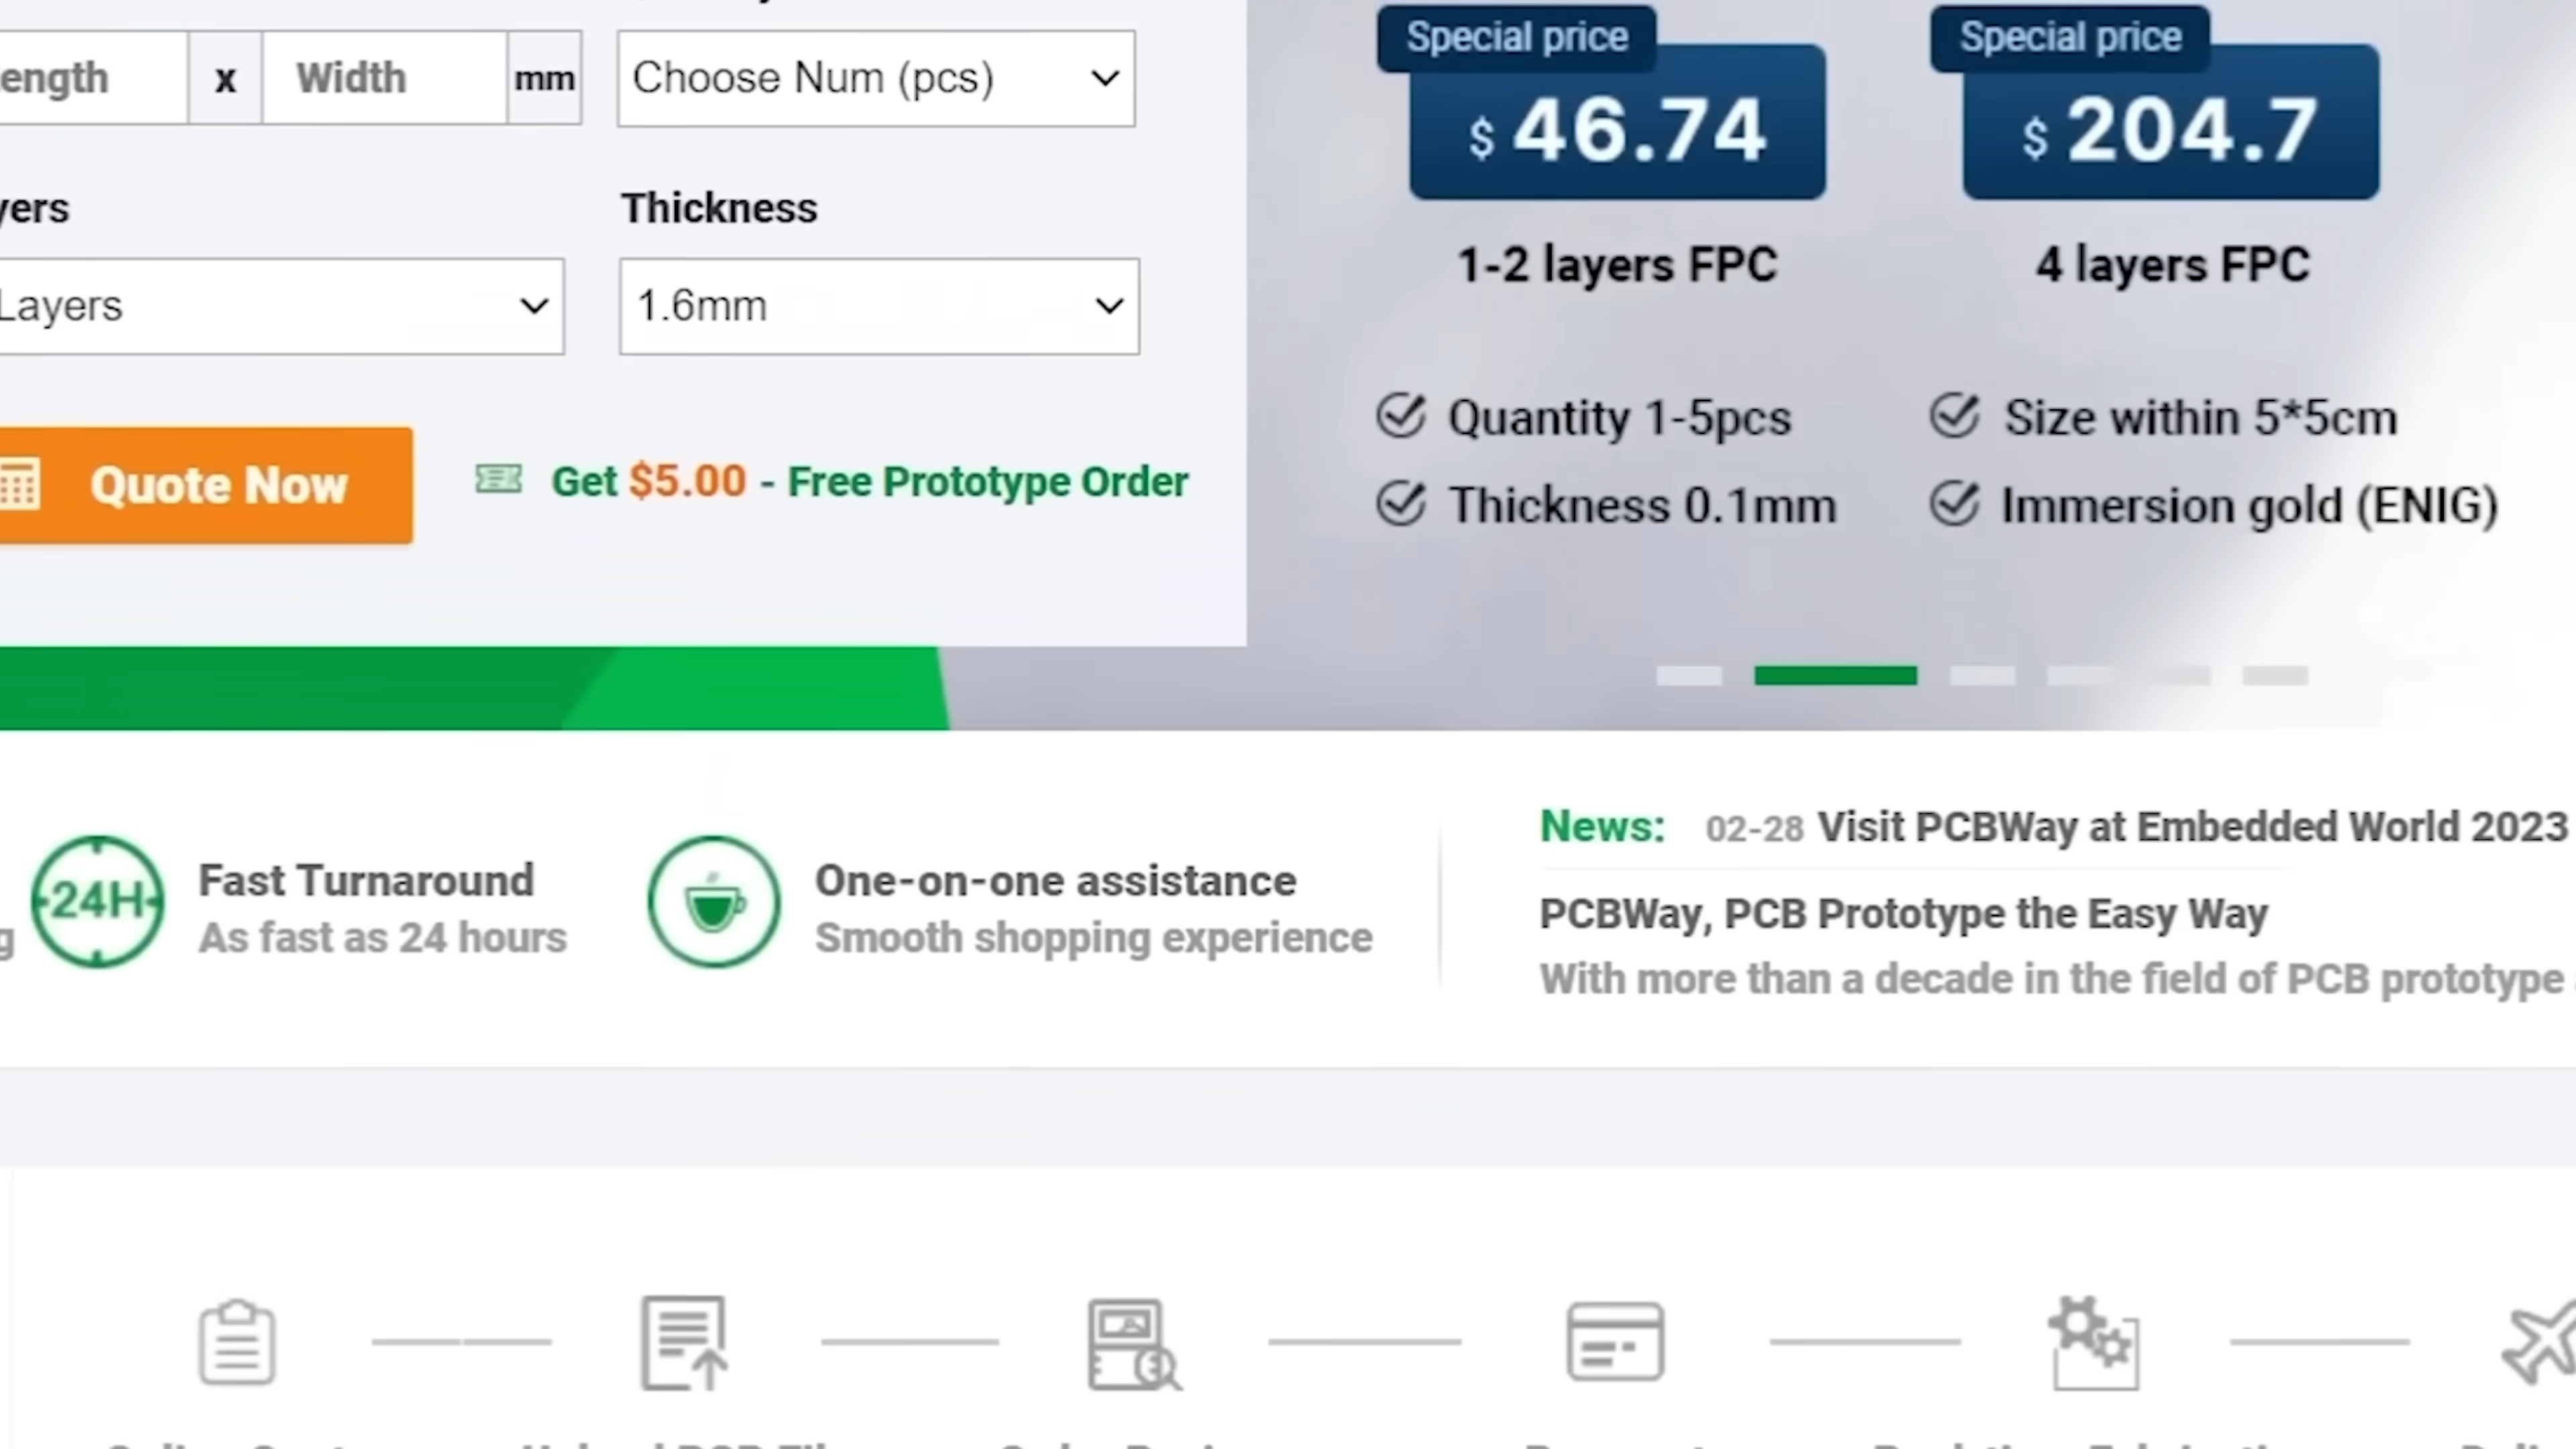 ength x Width mm
Choose Num (pcs)
yers
Thickness
Layers
1.6mm
Quote Now
Get $5.00 - Free Prototype Order
Special price
$ 46.74
1-2 layers FPC
Special price
$ 204.7
4 layers FPC
Quantity 1-5pcs
Size within 5*5cm
Thickness 0.1mm
Immersion gold (ENIG)
g
24H
Fast Turnaround
As fast as 24 hours
One-on-one assistance
Smooth shopping experience
News: 02-28 Visit PCBWay at Embedded World 2023
PCBWay, PCB Prototype the Easy Way
With more than a decade in the field of PCB prototype